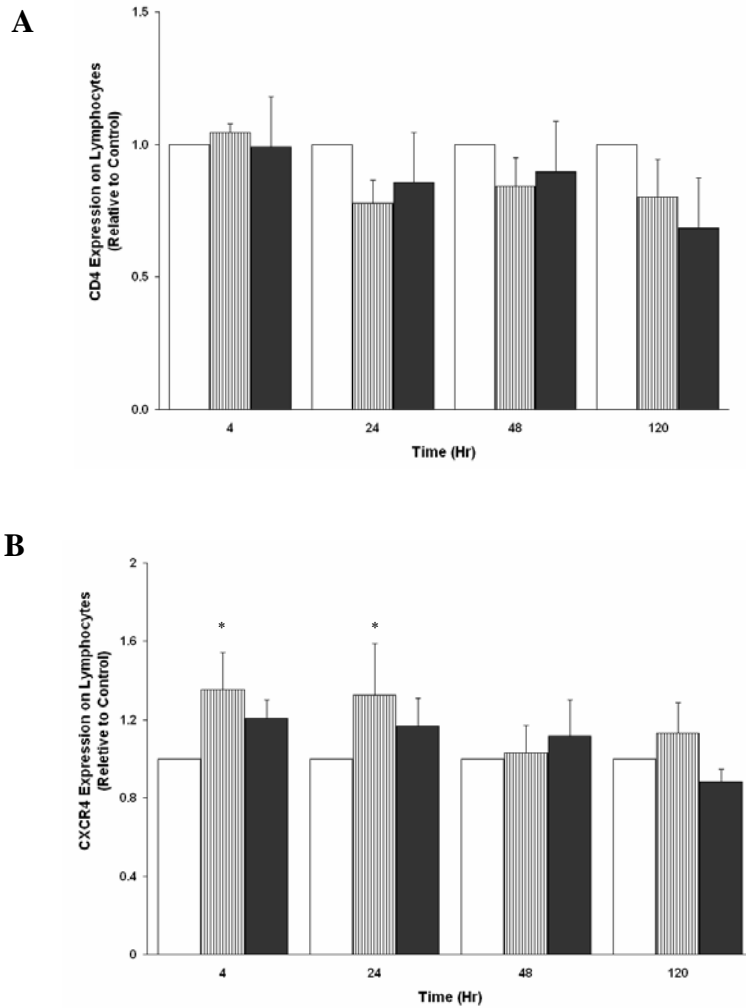 A
CD4 Expression on Lymphocytes
(Relative to Control)
1.5
1.0
0.5
0.0
4 24 48 120
Time (Hr)
B
CXCR4 Expression on Lymphocytes
(Reletive to Control)
2
1.6
1.2
0.8
0.4
0
* *
4 24 48 120
Time (Hr)